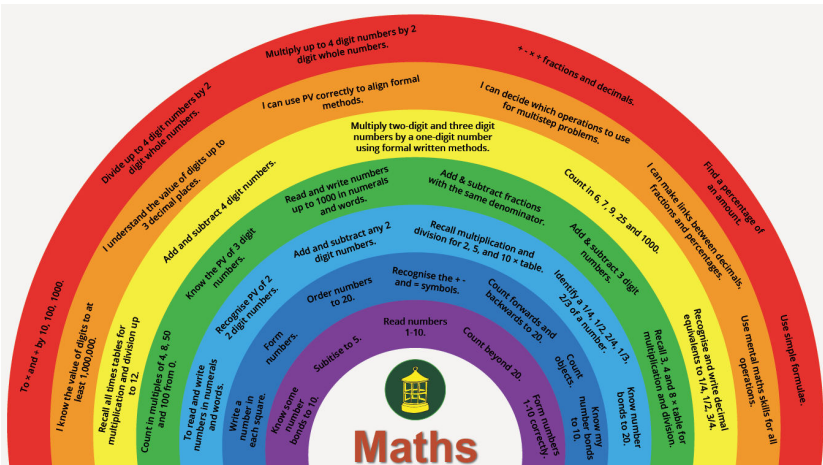 To × and ÷ by 10, 100, 1000.
Divide up to 4 digit numbers by 2
digit whole numbers.
Multiply up to 4 digit numbers by 2
digit whole numbers.
+ - × ÷ fractions and decimals.
Find a percentage of
an amount.
Use simple formulae.
I know the value of digits to at
least 1,000,000.
I understand the value of digits up to
3 decimal places.
I can use PV correctly to align formal
methods.
I can decide which operations to use
for multistep problems.
I can make links between decimals,
fractions and percentages.
Use mental maths skills for all
operations.
Recall all times tables for
multiplication and division up
to 12.
Add and subtract 4 digit numbers.
Multiply two-digit and three digit
numbers by a one-digit number
using formal written methods.
Count in 6, 7, 9, 25 and 1000.
Recognise and write decimal
equivalents to 1/4, 1/2, 3/4.
Count in multiples of 4, 8, 50
and 100 from 0.
Know the PV of 3 digit
numbers.
Read and write numbers
up to 1000 in numerals
and words.
Add & subtract fractions
with the same denominator.
Add & subtract 3 digit
numbers.
Recall 3, 4 and 8 × table for
multiplication and division.
To read and write
numbers in numerals
and words.
Recognise PV of 2
2 digit numbers.
Add and subtract any 2
digit numbers.
Recall multiplication and
division for 2, 5, and 10 × table.
Identify a 1/4, 1/2, 2/4, 1/3,
2/3 of a number
Know number
bonds to 20.
Write a
number in
each square.
Form
numbers.
Order numbers
to 20.
Recognise the + -
and = symbols.
Count forwards and
backwards to 20.
Count
objects.
Know my
number bonds
to 10.
Know some
number
bonds to 10.
Subitise to 5.
Read numbers
1-10.
Count beyond 20.
Form numbers
1-10 correctly.
Maths